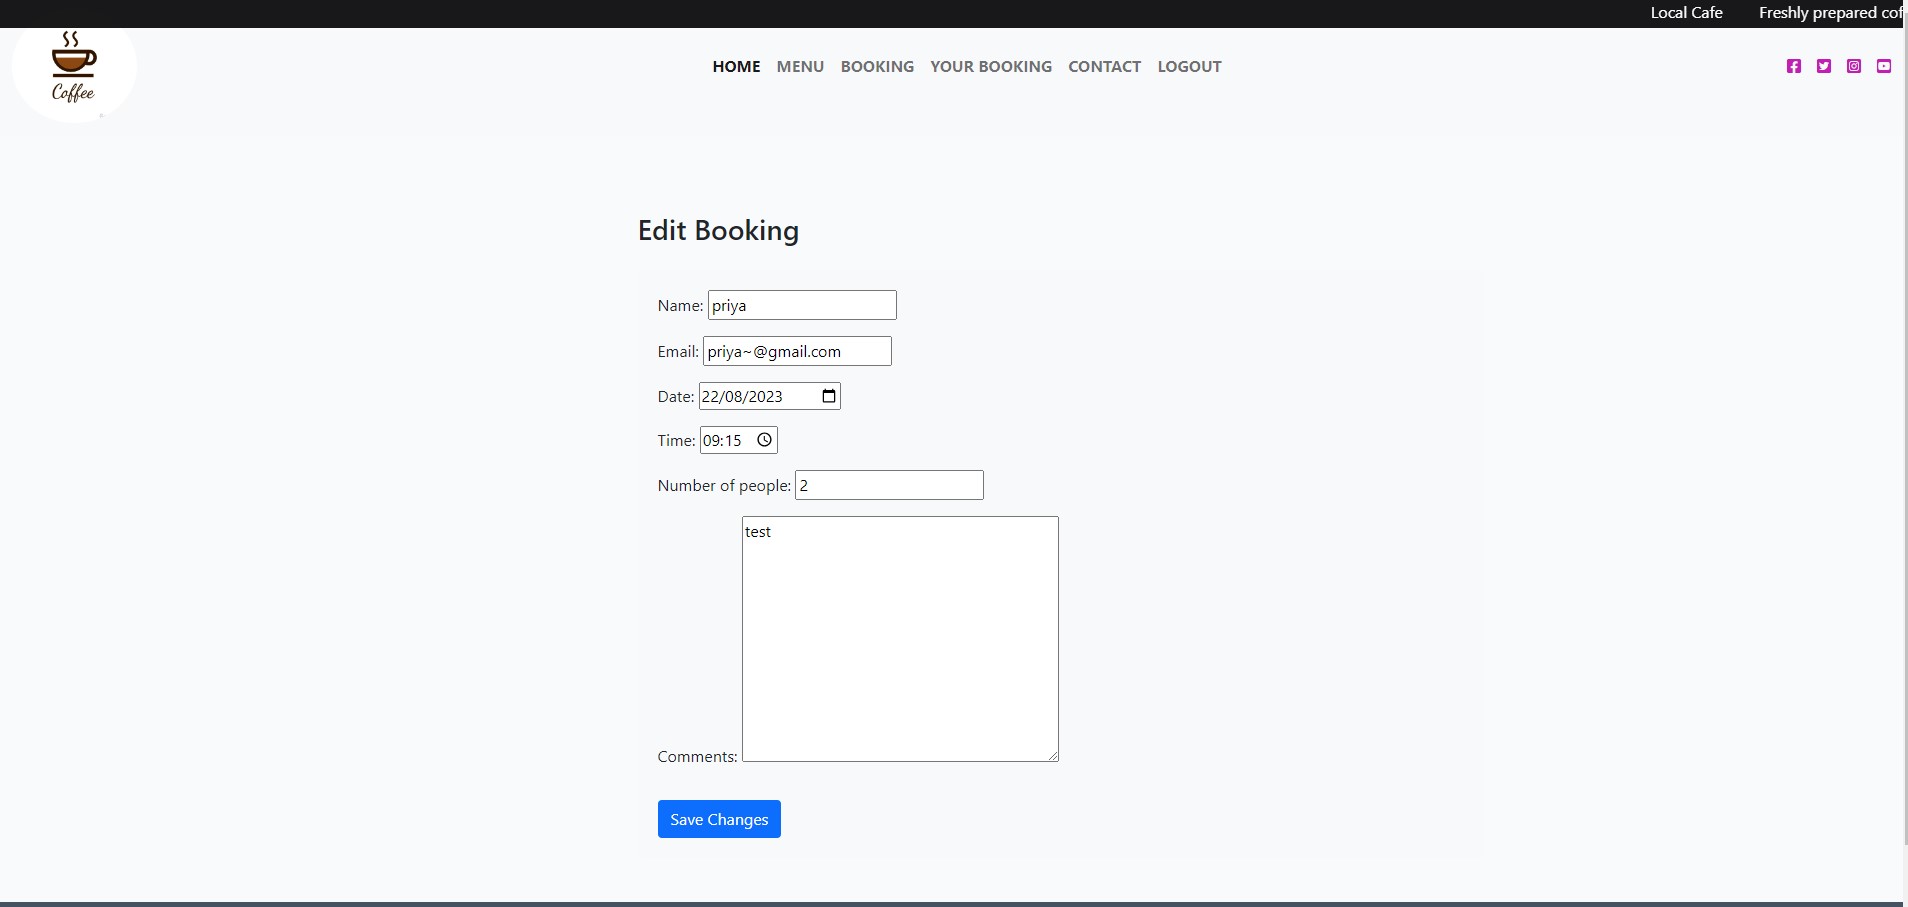 Local Cafe Freshly prepared cof
Coffee
HOME MENU BOOKING YOUR BOOKING CONTACT LOGOUT
Edit Booking
Name: priya
Email: priya~@gmail.com
Date: 22/08/2023
Time: 09:15
Number of people: 2
test
Comments:
Save Changes